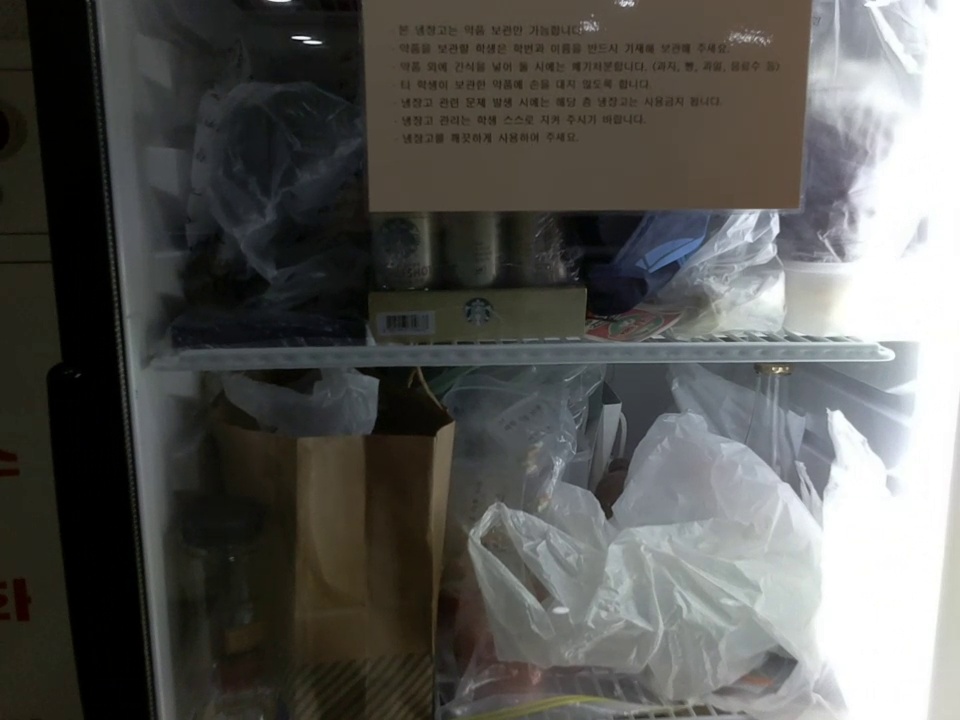 · 본 냉장고는 약품 보관만 가능합니다.
· 약품을 보관할 학생은 학번과 이름을 반드시 기재해 보관해 주세요.
· 약품 외에 간식을 넣어 둘 시에는 폐기처분합니다. (과자, 빵, 과일, 음료수 등)
· 타 학생이 보관한 약품에 손을 대지 않도록 합니다.
· 냉장고 관련 문제 발생 시에는 해당 층 냉장고는 사용금지 됩니다.
· 냉장고 관리는 학생 스스로 지켜 주시기 바랍니다.
· 냉장고를 깨끗하게 사용하여 주세요.